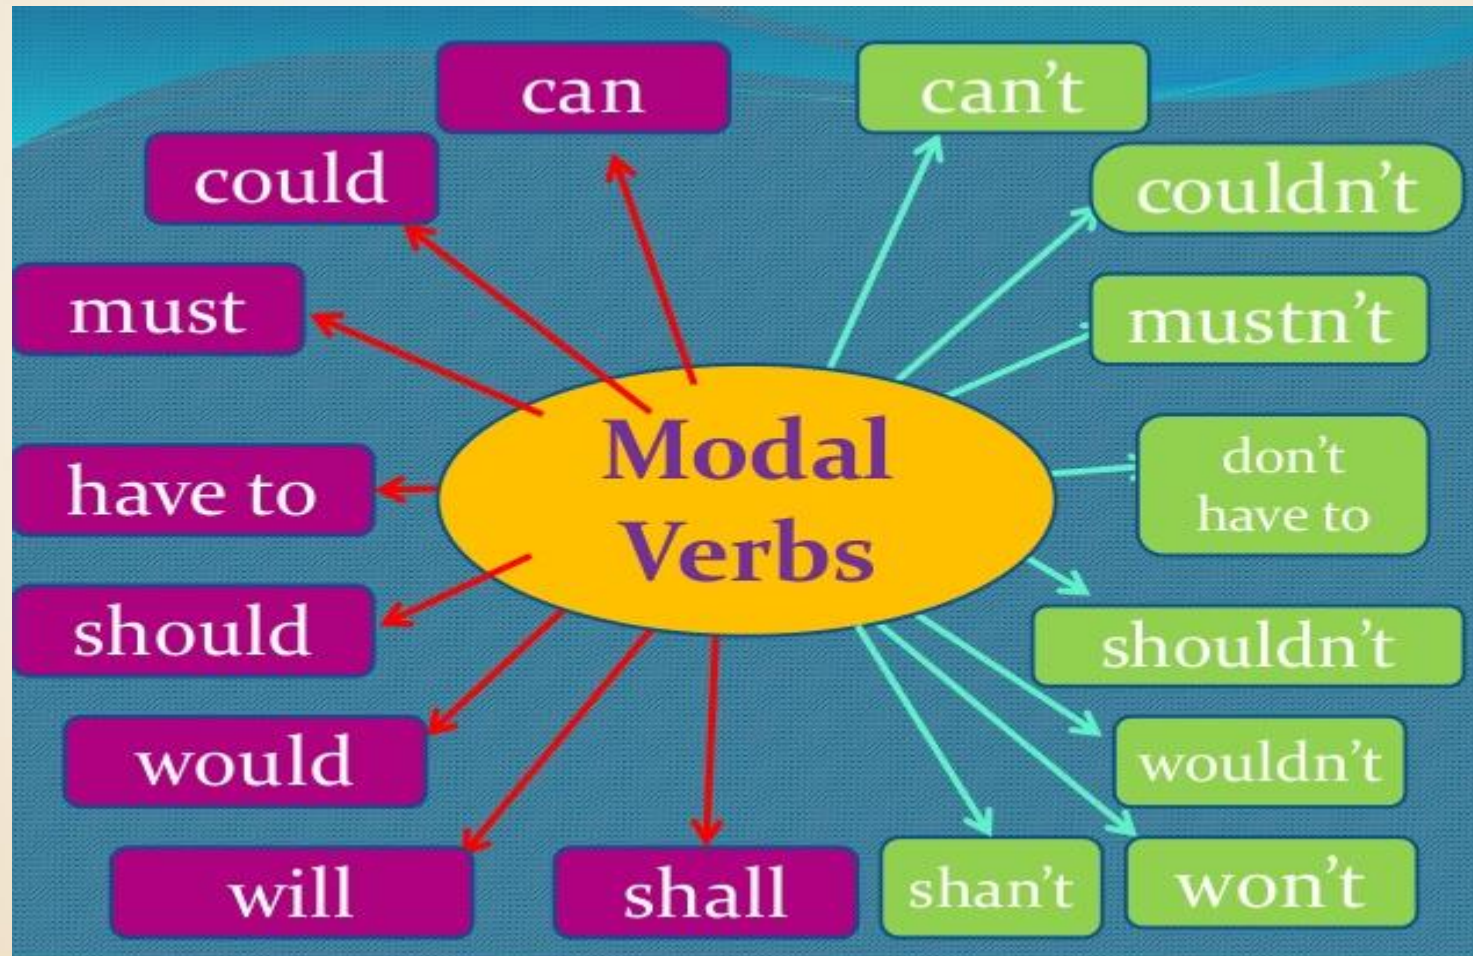 can
can't
could
couldn't
must
mustn't
Modal
Verbs
have to
don't
have to
should
shouldn't
would
wouldn't
will
shall
shan't
won't